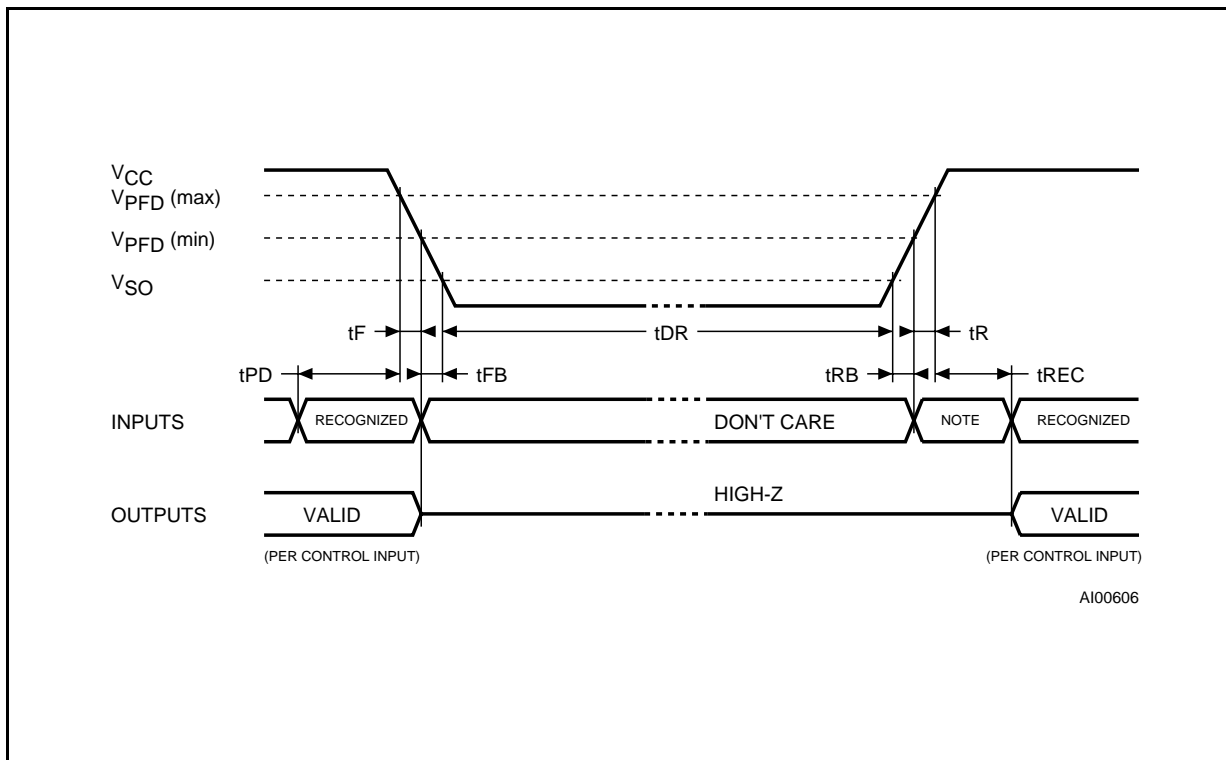 VCC
VPFD (max)
VPFD (min)
VSO
tF
tDR
tR
tPD
tFB
tRB
tREC
INPUTS
RECOGNIZED
DON'T CARE
NOTE
RECOGNIZED
HIGH-Z
OUTPUTS
VALID
VALID
(PER CONTROL INPUT)
(PER CONTROL INPUT)
AI00606